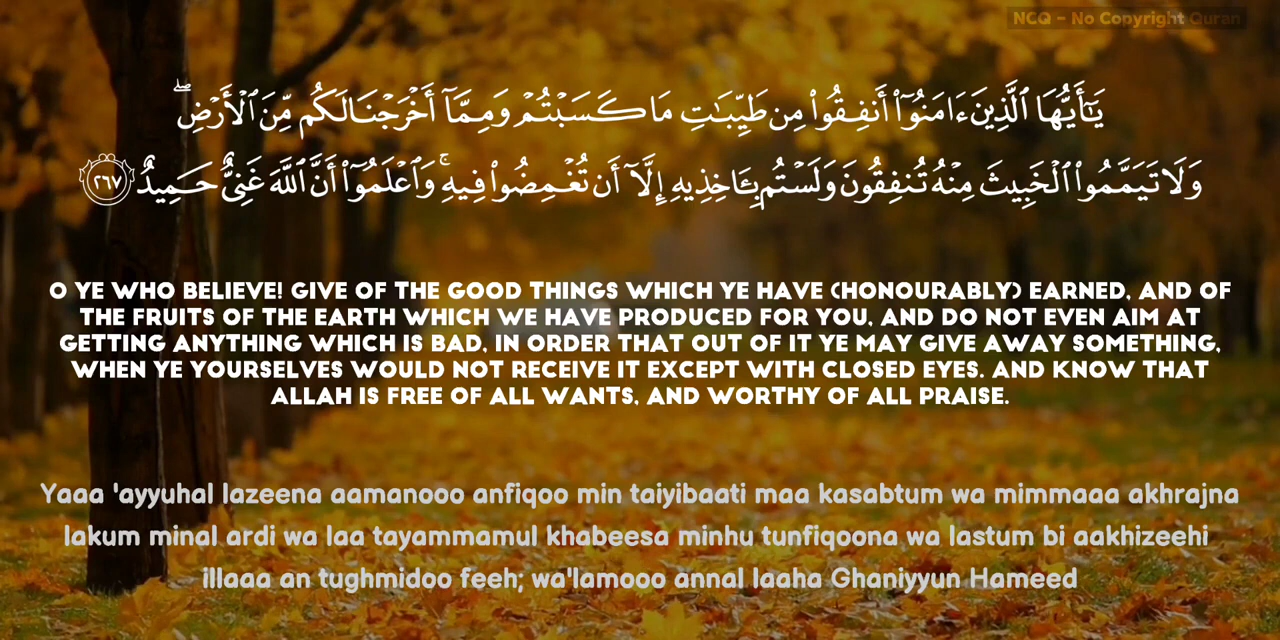 NCQ - No Copyright Quran
يَٰٓأَيُّهَا ٱلَّذِينَ ءَامَنُوٓاْ أَنفِقُواْ مِن طَيِّبَٰتِ مَا كَسَبۡتُمۡ وَمِمَّآ أَخۡرَجۡنَا لَكُم مِّنَ ٱلۡأَرۡضِۖ
وَلَا تَيَمَّمُواْ ٱلۡخَبِيثَ مِنۡهُ تُنفِقُونَ وَلَسۡتُم بِـَٔاخِذِيهِ إِلَّآ أَن تُغۡمِضُواْ فِيهِۚ وَٱعۡلَمُوٓاْ أَنَّ ٱللَّهَ غَنِيٌّ حَمِيدٌ ٢٦٧
O YE WHO BELIEVE! GIVE OF THE GOOD THINGS WHICH YE HAVE (HONOURABLY) EARNED, AND OF
THE FRUITS OF THE EARTH WHICH WE HAVE PRODUCED FOR YOU, AND DO NOT EVEN AIM AT
GETTING ANYTHING WHICH IS BAD, IN ORDER THAT OUT OF IT YE MAY GIVE AWAY SOMETHING,
WHEN YE YOURSELVES WOULD NOT RECEIVE IT EXCEPT WITH CLOSED EYES. AND KNOW THAT
ALLAH IS FREE OF ALL WANTS, AND WORTHY OF ALL PRAISE.
Yaaa 'ayyuhal lazeena aamanooo anfiqoo min taiyibaati maa kasabtum wa mimmaaa akhrajna
lakum minal ardi wa laa tayammamul khabeesa minhu tunfiqoona wa lastum bi aakhizeehi
illaaa an tughmidoo feeh; wa'lamooo annal laaha Ghaniyyun Hameed